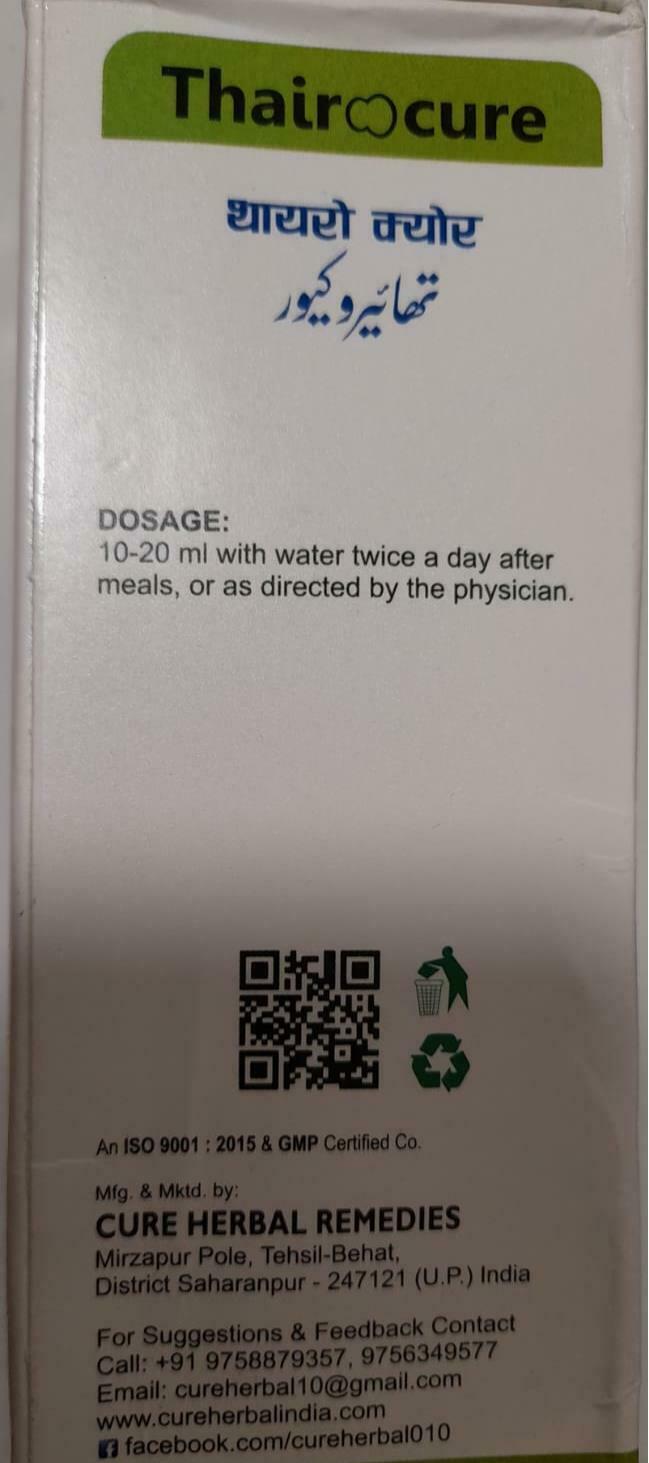 Thairocure
थायरो क्योर
تھائیرو کیور
DOSAGE:
10-20 ml with water twice a day after
meals, or as directed by the physician.
An ISO 9001 : 2015 & GMP Certified Co.
Mfg. & Mktd. by:
CURE HERBAL REMEDIES
Mirzapur Pole, Tehsil-Behat,
District Saharanpur - 247121 (U.P.) India
For Suggestions & Feedback Contact
Call: +91 9758879357, 9756349577
Email: cureherbal10@gmail.com
www.cureherbalindia.com
facebook.com/cureherbal010